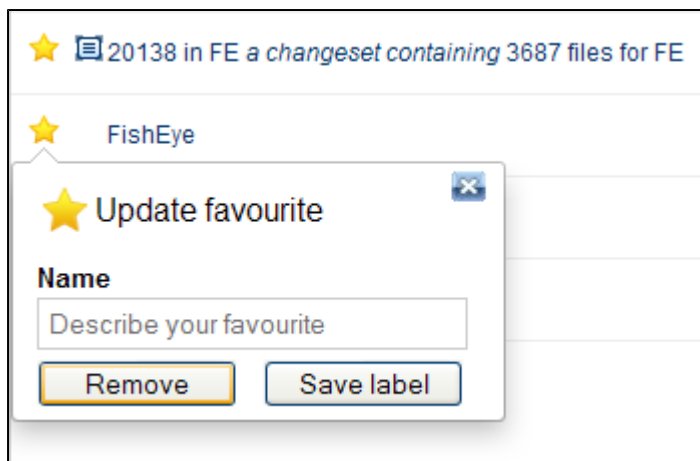 20138 in FE a changeset containing 3687 files for FE
FishEye
Update favourite
Name
Describe your favourite
Remove Save label